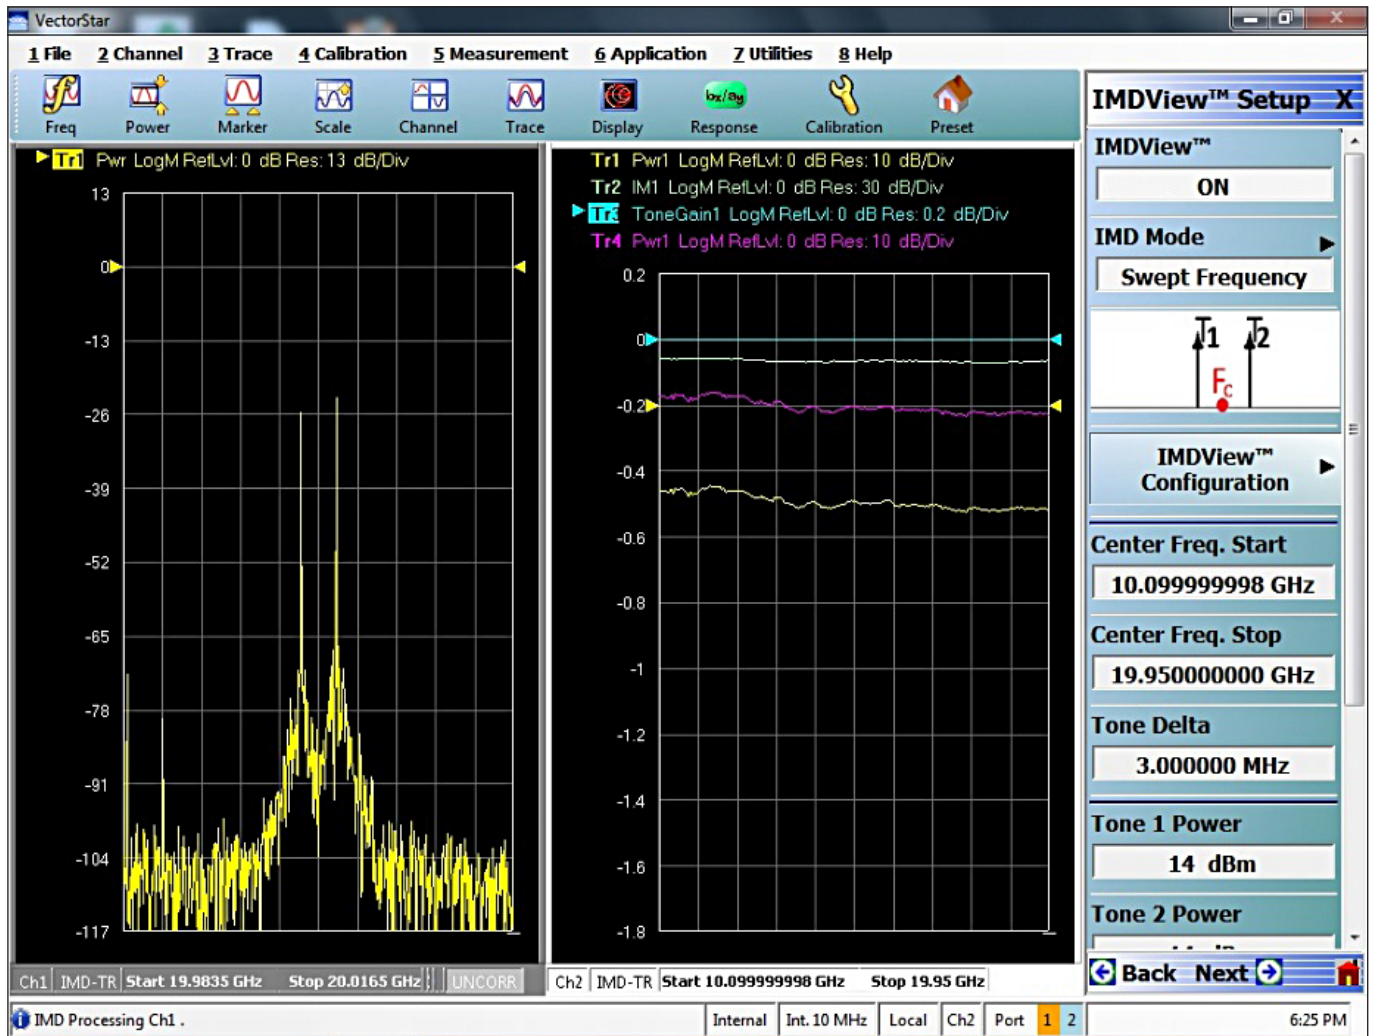 VectorStar
1 File 2 Channel 3 Trace 4 Calibration 5 Measurement 6 Application 7 Utilities 8 Help
Freq Power Marker Scale Channel Trace Display Response Calibration Preset
bx/ay
Tr1 Pwr LogM RefLvl: 0 dB Res: 13 dB/Div
13
0
-13
-26
-39
-52
-65
-78
-91
-104
-117
Ch1 IMD-TR Start 19.9835 GHz Stop 20.0165 GHz UNCORR
Tr1 Pwr1 LogM RefLvl: 0 dB Res: 10 dB/Div
Tr2 IM1 LogM RefLvl: 0 dB Res: 30 dB/Div
Tr3 ToneGain1 LogM RefLvl: 0 dB Res: 0.2 dB/Div
Tr4 Pwr1 LogM RefLvl: 0 dB Res: 10 dB/Div
0.2
0
-0.2
-0.4
-0.6
-0.8
-1
-1.2
-1.4
-1.6
-1.8
Ch2 IMD-TR Start 10.099999998 GHz Stop 19.95 GHz
IMDView™ Setup X
IMDView™
ON
IMD Mode
Swept Frequency
T1 T2
Fc
IMDView™
Configuration
Center Freq. Start
10.099999998 GHz
Center Freq. Stop
19.950000000 GHz
Tone Delta
3.000000 MHz
Tone 1 Power
14 dBm
Tone 2 Power
Back Next
IMD Processing Ch1 .
Internal Int. 10 MHz Local Ch2 Port 1 2 6:25 PM